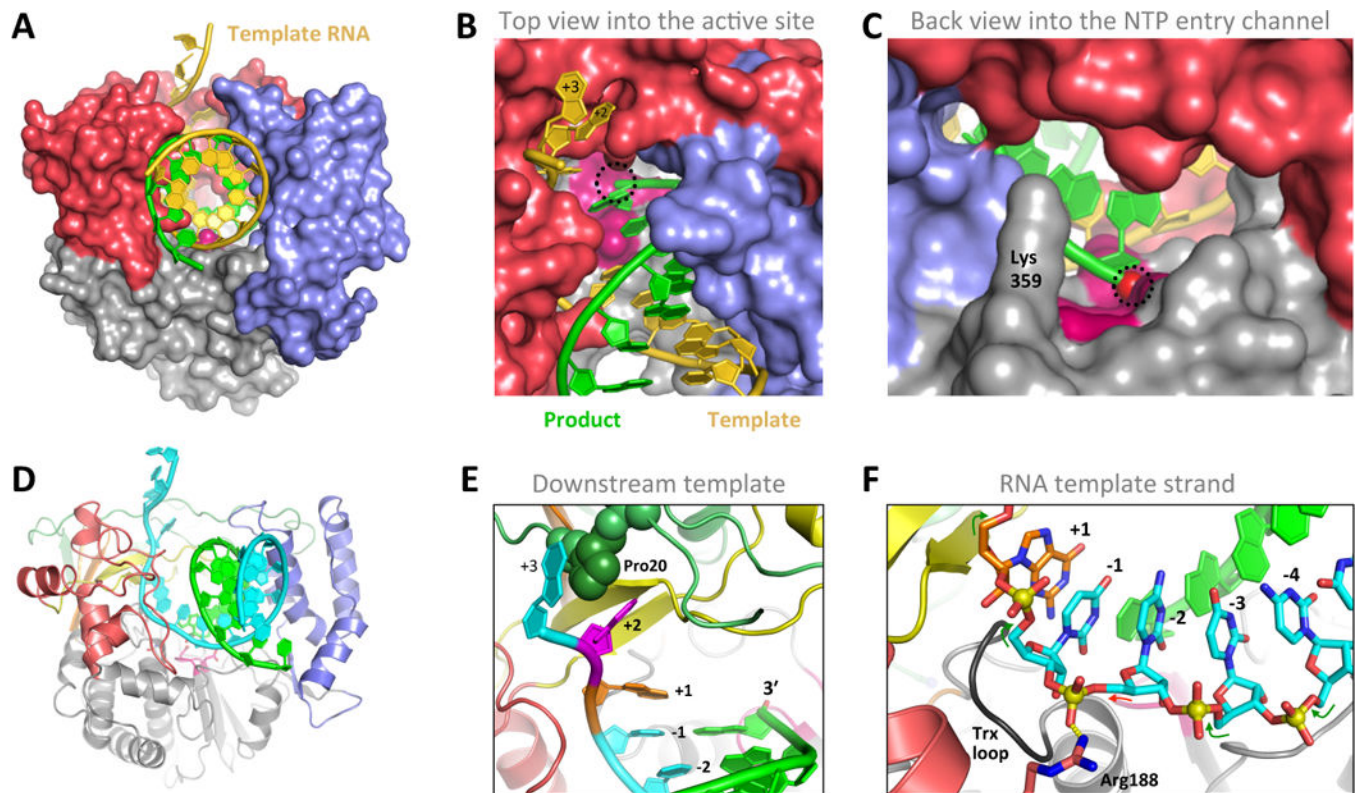 A
Template RNA
B
Top view into the active site
+3
+2
C
Back view into the NTP entry channel
Lys
359
Product
Template
D
E
Downstream template
+3
Pro20
+2
+1
3′
-1
-2
F
RNA template strand
+1
-1
-2
-3
-4
Trx
loop
Arg188